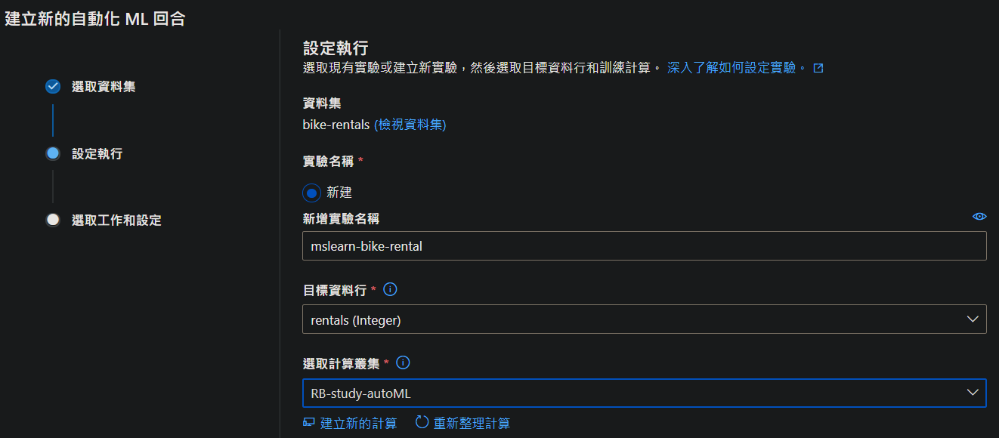 建立新的自動化 ML 回合
選取資料集
設定執行
選取工作和設定
設定執行
選取現有實驗或建立新實驗，然後選取目標資料行和訓練計算。 深入了解如何設定實驗。
資料集
bike-rentals (檢視資料集)
實驗名稱 *
新建
新增實驗名稱
mslearn-bike-rental
目標資料行 *
rentals (Integer)
選取計算叢集 *
RB-study-autoML
建立新的計算 重新整理計算